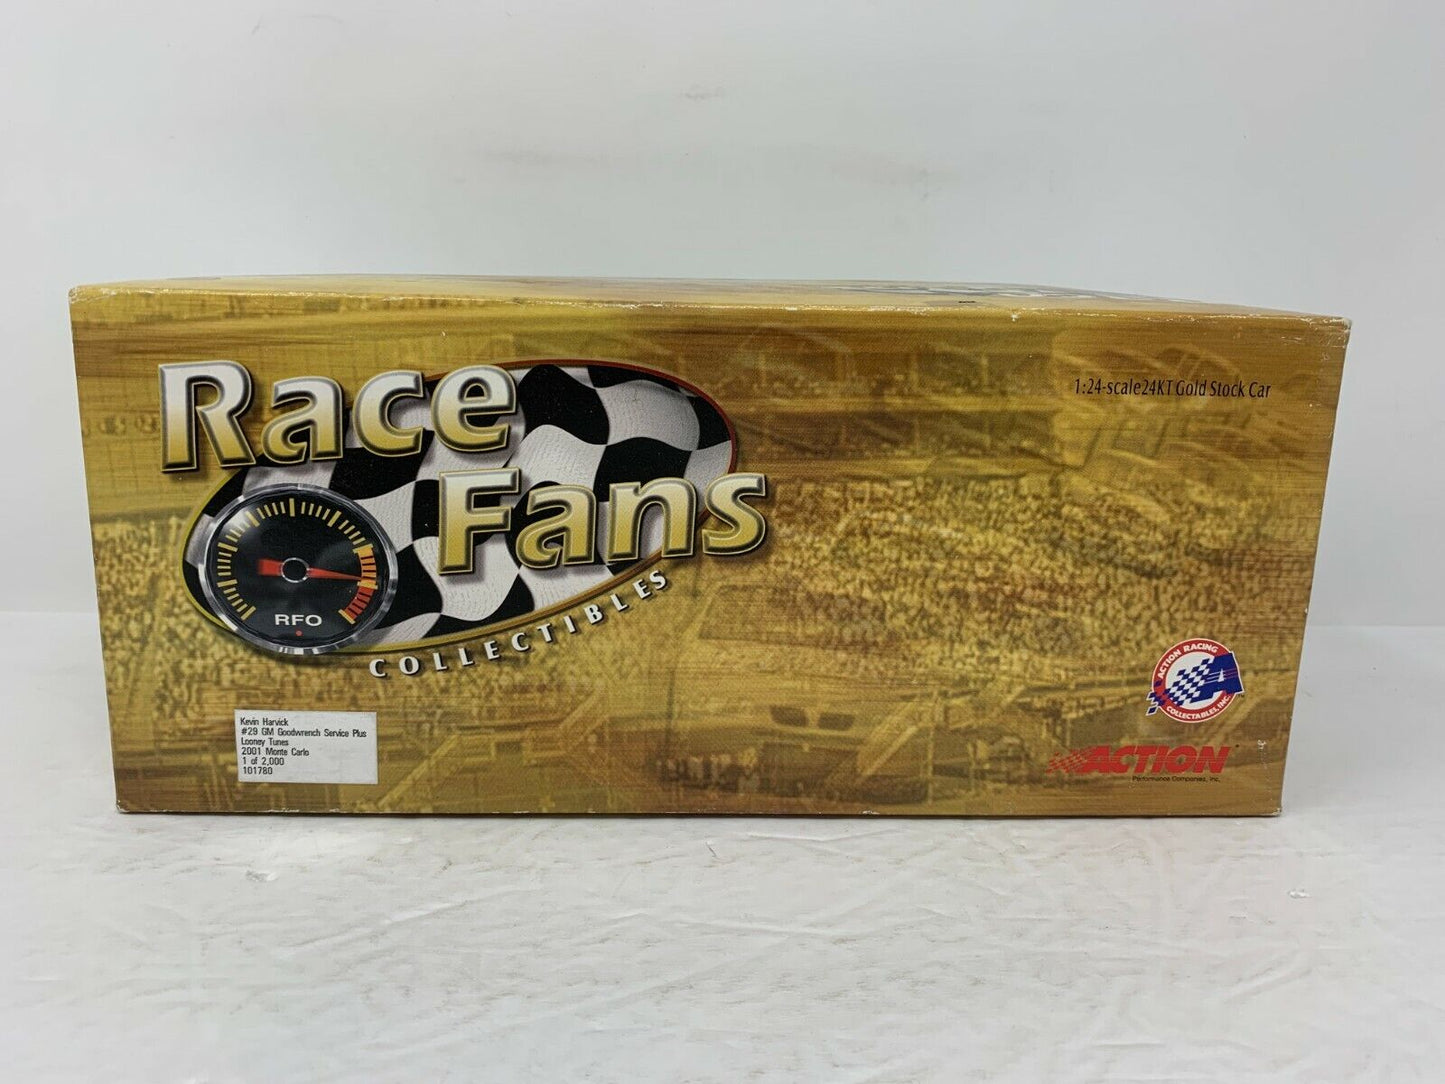 Race
Fans
COLLECTIBLES
RFO
1:24-scale24KT Gold Stock Car
Kevin Harvick
#29 GM Goodwrench Service Plus
Looney Tunes
2001 Monte Carlo
1 of 2,000
101780
ACTION RACING
COLLECTABLES, INC.
A
ACTION
Performance Companies, Inc.